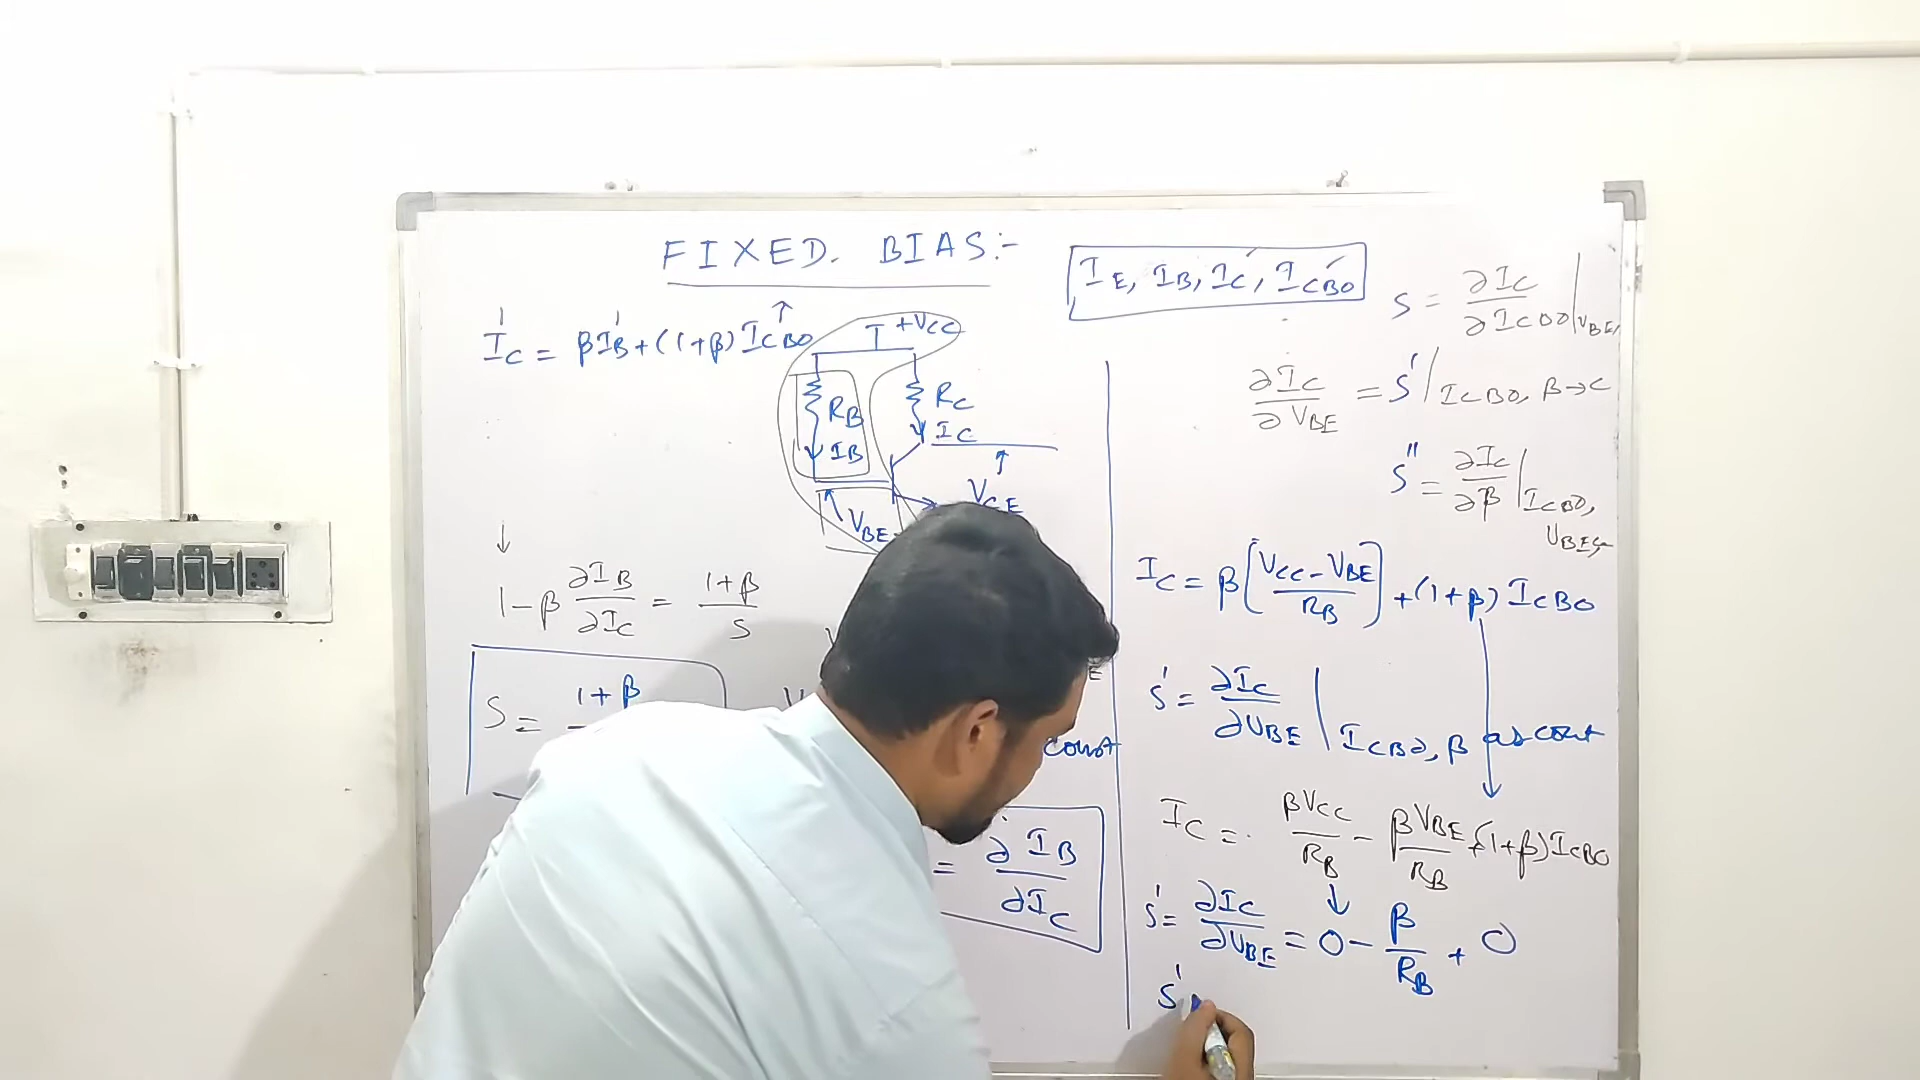 FIXED. BIAS:-
IE, IB, IC, ICBO
S = ∂IC/∂ICOO | VBE,
IC = βIB + (1+β) ICBO
+VCC
RB
RC
IB
IC
VCE
VBE
∂IC/∂VBE = S' | ICBO, β→C
S'' = ∂IC/∂β | ICBO,
1 - β ∂IB/∂IC = 1+β/S
S = 1+β
const
= ∂IB/∂IC
IC = β[VCC - VBE/RB] + (1+β) ICBO
S' = ∂IC/∂VBE | ICBO, β as const
IC = βVCC/RB - βVBE/RB + (1+β) ICBO
S' = ∂IC/∂VBE = 0 - β/RB + 0
S'